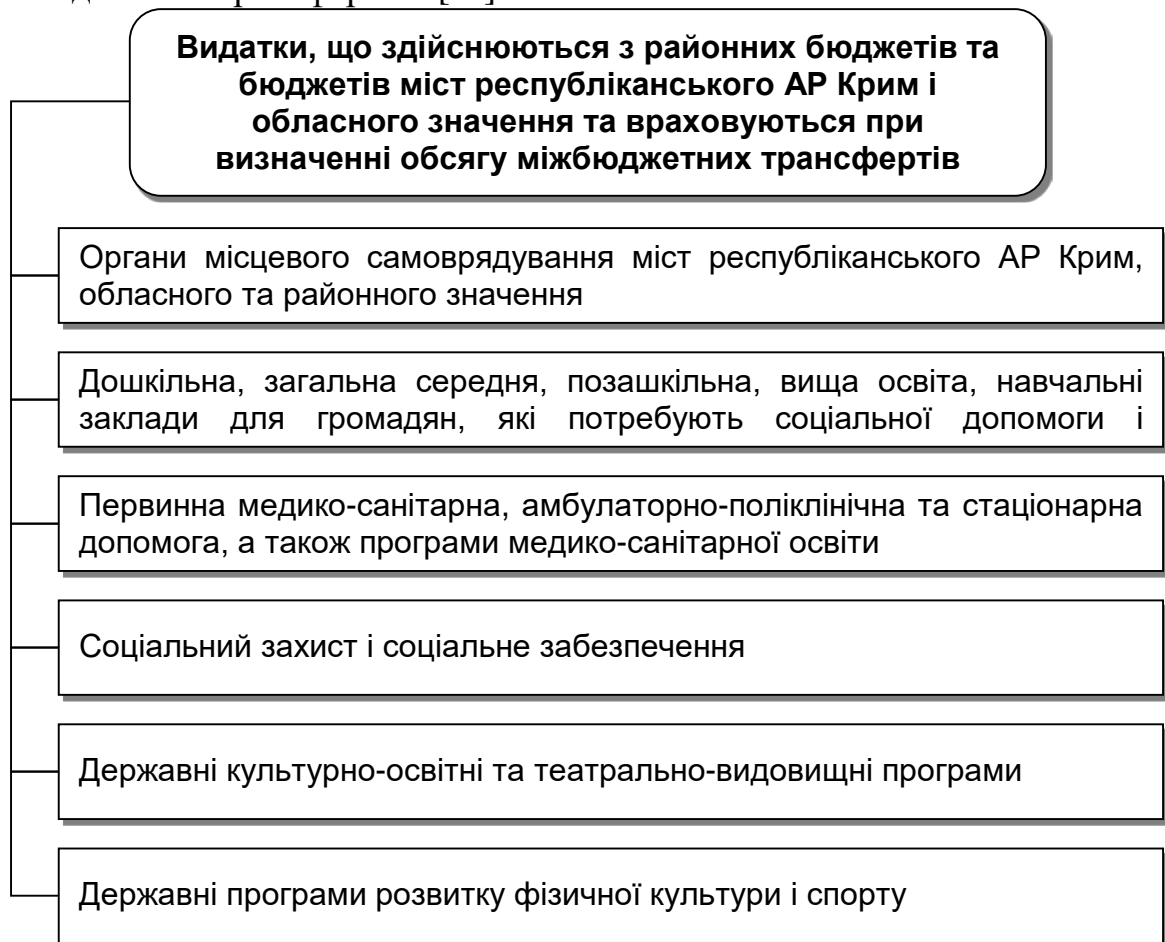 Видатки, що здійснюються з районних бюджетів та
бюджетів міст республіканського АР Крим і
обласного значення та враховуються при
визначенні обсягу міжбюджетних трансфертів
Органи місцевого самоврядування міст республіканського АР Крим,
обласного та районного значення
Дошкільна, загальна середня, позашкільна, вища освіта, навчальні
заклади для громадян, які потребують соціальної допомоги і
Первинна медико-санітарна, амбулаторно-поліклінічна та стаціонарна
допомога, а також програми медико-санітарної освіти
Соціальний захист і соціальне забезпечення
Державні культурно-освітні та театрально-видовищні програми
Державні програми розвитку фізичної культури і спорту